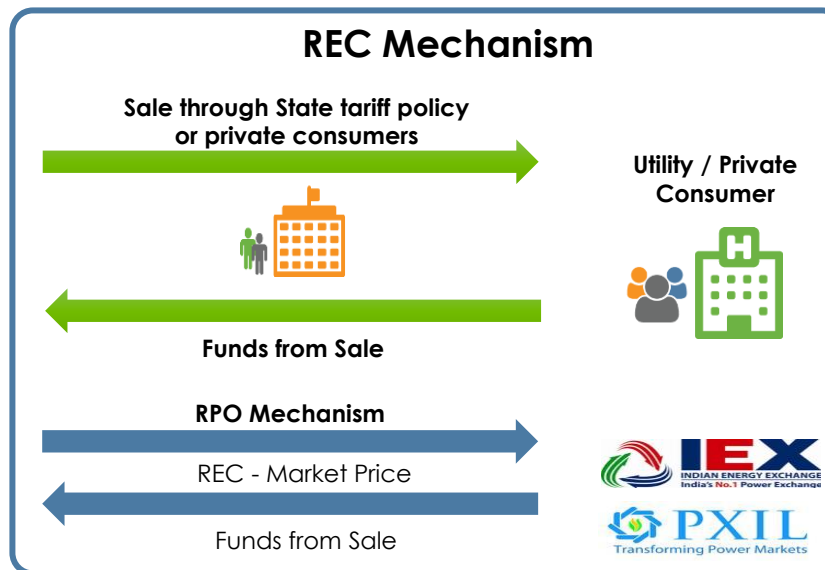 REC Mechanism
Sale through State tariff policy
or private consumers
Utility / Private
Consumer
H
Funds from Sale
RPO Mechanism
REC - Market Price
Funds from Sale
IEX
INDIAN ENERGY EXCHANGE
India's No.1 Power Exchange
PXIL
Transforming Power Markets